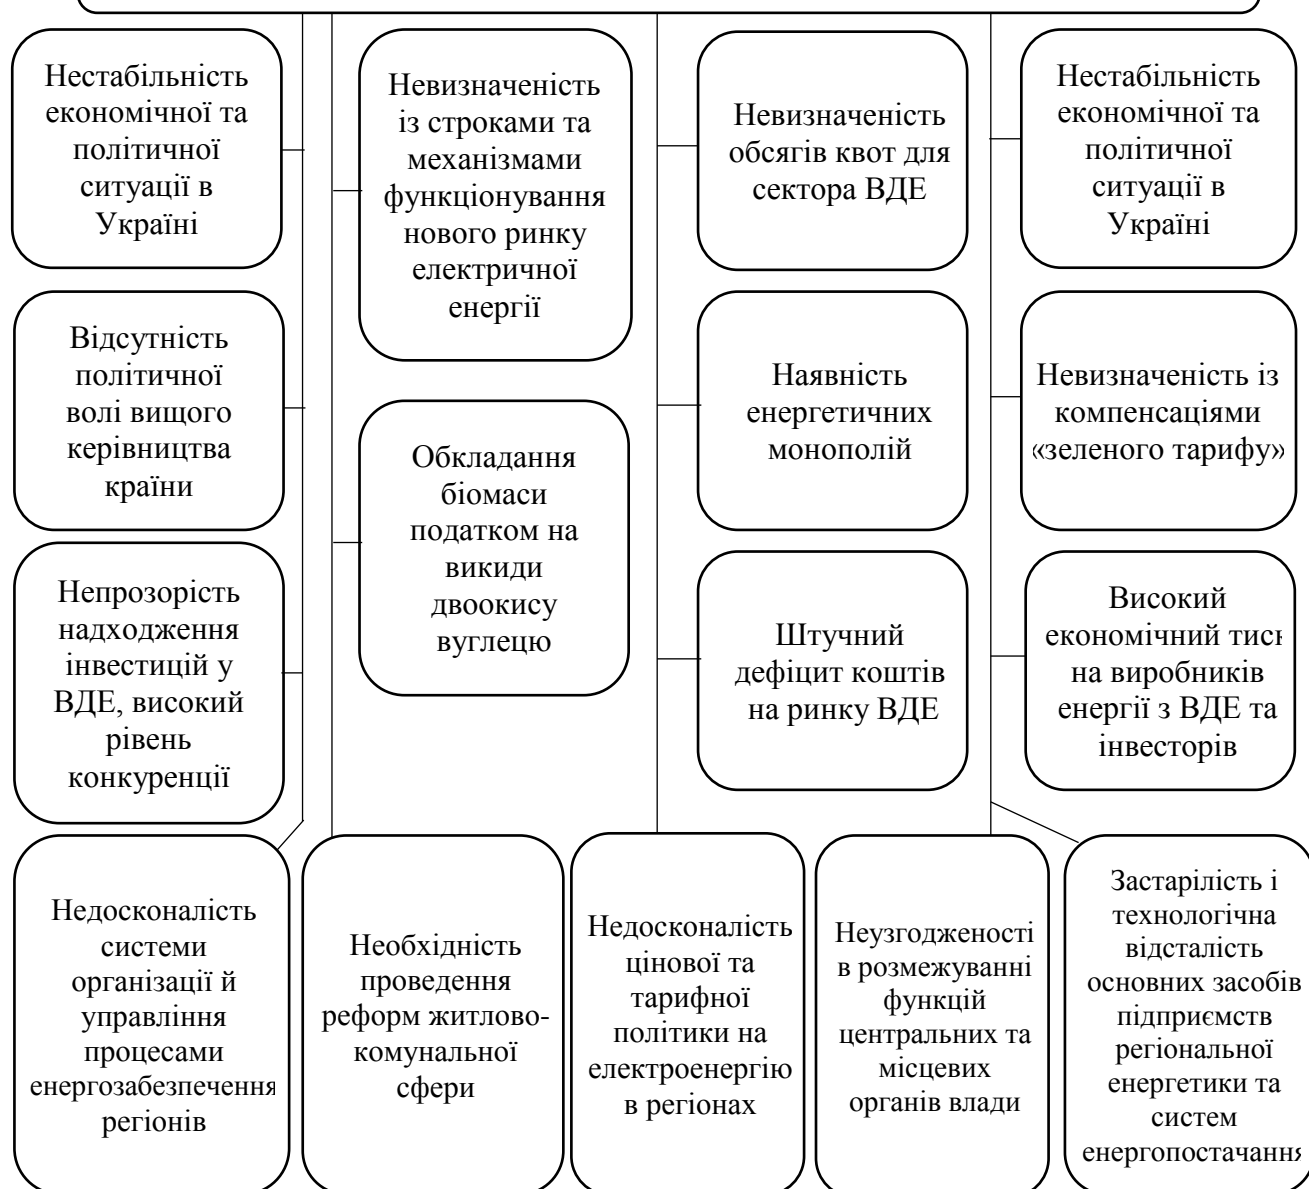 Нестабільність
економічної та
політичної
ситуації в
Україні
Невизначеність
із строками та
механізмами
функціонування
нового ринку
електричної
енергії
Невизначеність
обсягів квот для
сектора ВДЕ
Нестабільність
економічної та
політичної
ситуації в
Україні
Відсутність
політичної
волі вищого
керівництва
країни
Обкладання
біомаси
податком на
викиди
двоокису
вуглецю
Наявність
енергетичних
монополій
Невизначеність із
компенсаціями
«зеленого тарифу»
Непрозорість
надходження
інвестицій у
ВДЕ, високий
рівень
конкуренції
Штучний
дефіцит коштів
на ринку ВДЕ
Високий
економічний тиск
на виробників
енергії з ВДЕ та
інвесторів
Недосконалість
системи
організації й
управління
процесами
енергозабезпечення
регіонів
Необхідність
проведення
реформ житлово-
комунальної
сфери
Недосконалість
цінової та
тарифної
політики на
електроенергію
в регіонах
Неузгодженості
в розмежуванні
функцій
центральних та
місцевих
органів влади
Застарілість і
технологічна
відсталість
основних засобів
підприємств
регіональної
енергетики та
систем
енергопостачання